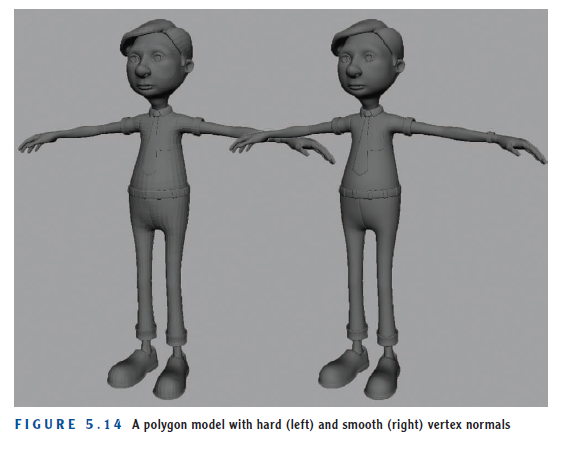 FIGURE 5.14 A polygon model with hard (left) and smooth (right) vertex normals